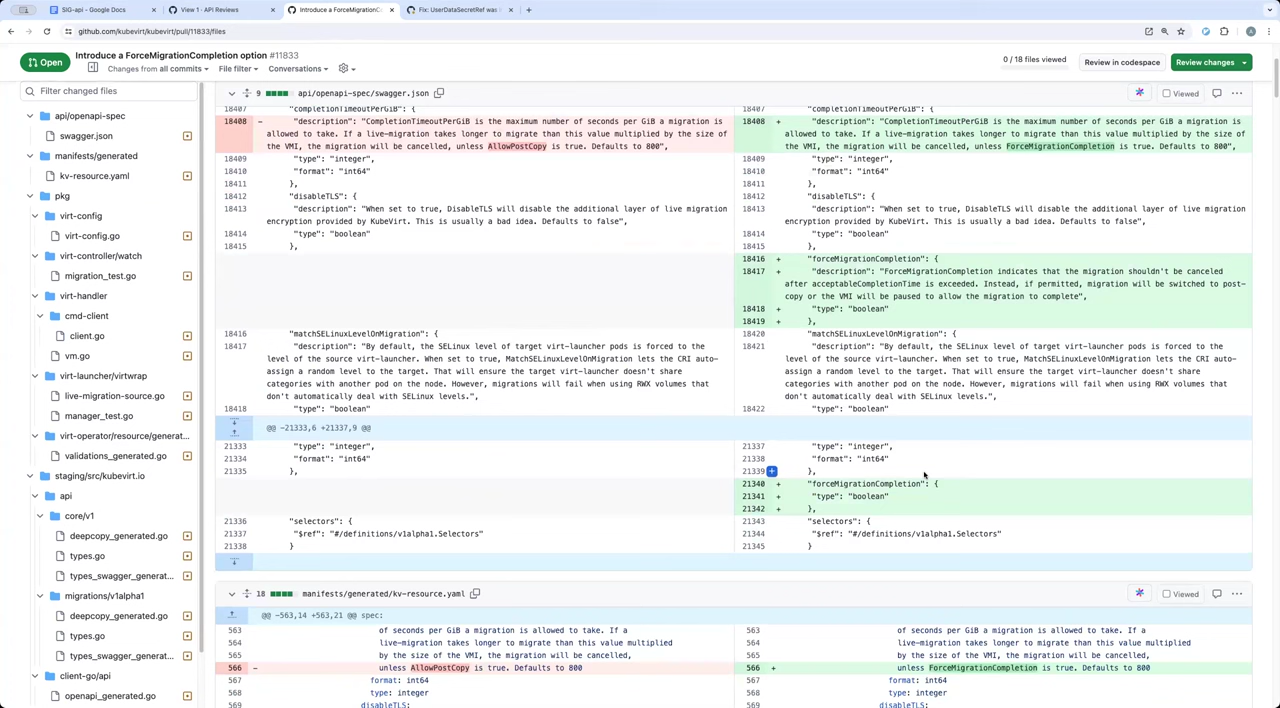 SIG-api - Google Docs
View 1 · API Reviews
Introduce a ForceMigrationC
Fix: UserDataSecretRef was
github.com/kubevirt/kubevirt/pull/11833/files
Open
Introduce a ForceMigrationCompletion option #11833
Changes from all commits
File filter
Conversations
0 / 18 files viewed
Review in codespace
Review changes
Filter changed files
api/openapi-spec
swagger.json
manifests/generated
kv-resource.yaml
pkg
virt-config
virt-config.go
virt-controller/watch
migration_test.go
virt-handler
cmd-client
client.go
vm.go
virt-launcher/virtwrap
live-migration-source.go
manager_test.go
virt-operator/resource/generat...
validations_generated.go
staging/src/kubevirt.io
api
core/v1
deepcopy_generated.go
types.go
types_swagger_generat...
migrations/v1alpha1
deepcopy_generated.go
types.go
types_swagger_generat...
client-go/api
openapi_generated.go
9 api/openapi-spec/swagger.json
Viewed
18407 "completionTimeoutPerGiB": {
18408 - "description": "CompletionTimeoutPerGiB is the maximum number of seconds per GiB a migration is
allowed to take. If a live-migration takes longer to migrate than this value multiplied by the size of
the VMI, the migration will be cancelled, unless AllowPostCopy is true. Defaults to 800",
18409 "type": "integer",
18410 "format": "int64"
18411 },
18412 "disableTLS": {
18413 "description": "When set to true, DisableTLS will disable the additional layer of live migration
encryption provided by KubeVirt. This is usually a bad idea. Defaults to false",
18414 "type": "boolean"
18415 },
18416 "matchSELinuxLevelOnMigration": {
18417 "description": "By default, the SELinux level of target virt-launcher pods is forced to the
level of the source virt-launcher. When set to true, MatchSELinuxLevelOnMigration lets the CRI auto-
assign a random level to the target. That will ensure the target virt-launcher doesn't share
categories with another pod on the node. However, migrations will fail when using RWX volumes that
don't automatically deal with SELinux levels.",
18418 "type": "boolean"
18407 "completionTimeoutPerGiB": {
18408 + "description": "CompletionTimeoutPerGiB is the maximum number of seconds per GiB a migration is
allowed to take. If a live-migration takes longer to migrate than this value multiplied by the size of
the VMI, the migration will be cancelled, unless ForceMigrationCompletion is true. Defaults to 800",
18409 "type": "integer",
18410 "format": "int64"
18411 },
18412 "disableTLS": {
18413 "description": "When set to true, DisableTLS will disable the additional layer of live migration
encryption provided by KubeVirt. This is usually a bad idea. Defaults to false",
18414 "type": "boolean"
18415 },
18416 + "forceMigrationCompletion": {
18417 + "description": "ForceMigrationCompletion indicates that the migration shouldn't be canceled
after acceptableCompletionTime is exceeded. Instead, if permitted, migration will be switched to post-
copy or the VMI will be paused to allow the migration to complete",
18418 + "type": "boolean"
18419 + },
18420 "matchSELinuxLevelOnMigration": {
18421 "description": "By default, the SELinux level of target virt-launcher pods is forced to the
level of the source virt-launcher. When set to true, MatchSELinuxLevelOnMigration lets the CRI auto-
assign a random level to the target. That will ensure the target virt-launcher doesn't share
categories with another pod on the node. However, migrations will fail when using RWX volumes that
don't automatically deal with SELinux levels.",
18422 "type": "boolean"
@@ -21333,6 +21337,9 @@
21333 "type": "integer",
21334 "format": "int64"
21335 },
21336 "selectors": {
21337 "$ref": "#/definitions/v1alpha1.Selectors"
21338 }
21337 "type": "integer",
21338 "format": "int64"
21339 },
21340 + "forceMigrationCompletion": {
21341 + "type": "boolean"
21342 + },
21343 "selectors": {
21344 "$ref": "#/definitions/v1alpha1.Selectors"
21345 }
18 manifests/generated/kv-resource.yaml
Viewed
@@ -563,14 +563,21 @@ spec:
563 of seconds per GiB a migration is allowed to take. If a
564 live-migration takes longer to migrate than this value multiplied
565 by the size of the VMI, the migration will be cancelled,
566 - unless AllowPostCopy is true. Defaults to 800
567 format: int64
568 type: integer
569 disableTLS:
563 of seconds per GiB a migration is allowed to take. If a
564 live-migration takes longer to migrate than this value multiplied
565 by the size of the VMI, the migration will be cancelled,
566 + unless ForceMigrationCompletion is true. Defaults to 800
567 format: int64
568 type: integer
569 disableTLS: